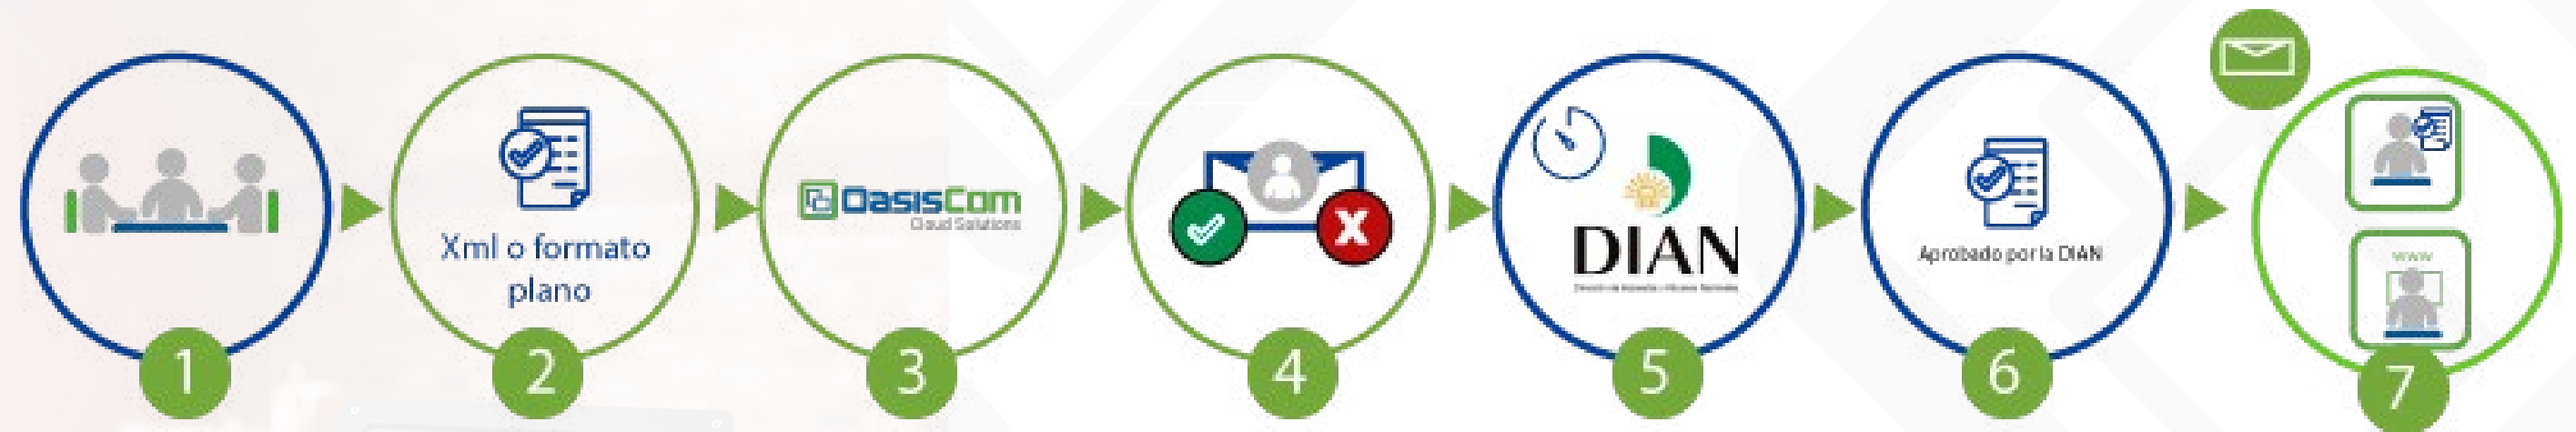 Xml o formato
plano
OasisCom
Cloud Solutions
DIAN
Aprobado por la DIAN
www
1
2
3
4
5
6
7